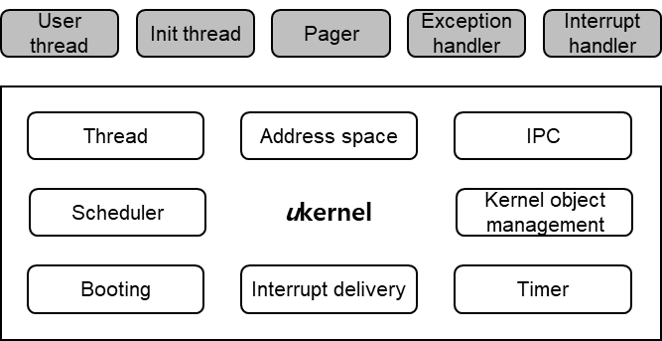 User
thread
Init thread
Pager
Exception
handler
Interrupt
handler
Thread
Address space
IPC
Scheduler
ukernel
Kernel object
management
Booting
Interrupt delivery
Timer